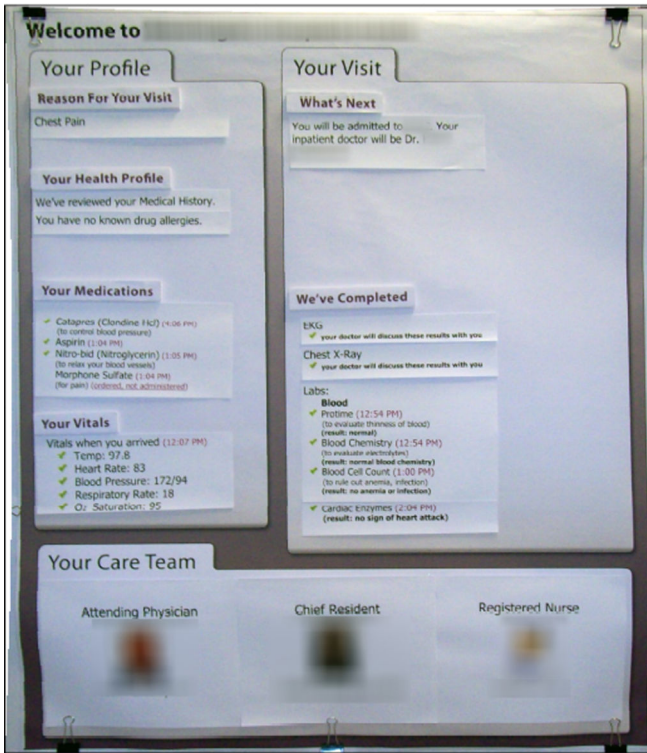 Welcome to
Your Profile
Reason For Your Visit
Chest Pain
Your Health Profile
We've reviewed your Medical History.
You have no known drug allergies.
Your Medications
✔ Catapres (Clondine Hcl) (4:06 PM)
(to control blood pressure)
✔ Aspirin (1:04 PM)
✔ Nitro-bid (Nitroglycerin) (1:05 PM)
(to relax your blood vessels)
Morphone Sulfate (1:04 PM)
(for pain) (ordered, not administered)
Your Vitals
Vitals when you arrived (12:07 PM)
✔ Temp: 97.8
✔ Heart Rate: 83
✔ Blood Pressure: 172/94
✔ Respiratory Rate: 18
✔ O₂ Saturation: 95
Your Visit
What's Next
You will be admitted to Your
inpatient doctor will be Dr.
We've Completed
EKG
✔ your doctor will discuss these results with you
Chest X-Ray
✔ your doctor will discuss these results with you
Labs:
Blood
✔ Protime (12:54 PM)
(to evaluate thinness of blood)
(result: normal)
✔ Blood Chemistry (12:54 PM)
(to evaluate electrolytes)
(result: normal blood chemistry)
✔ Blood Cell Count (1:00 PM)
(to rule out anemia, infection)
(result: no anemia or infection)
✔ Cardiac Enzymes (2:04 PM)
(result: no sign of heart attack)
Your Care Team
Attending Physician
Chief Resident
Registered Nurse